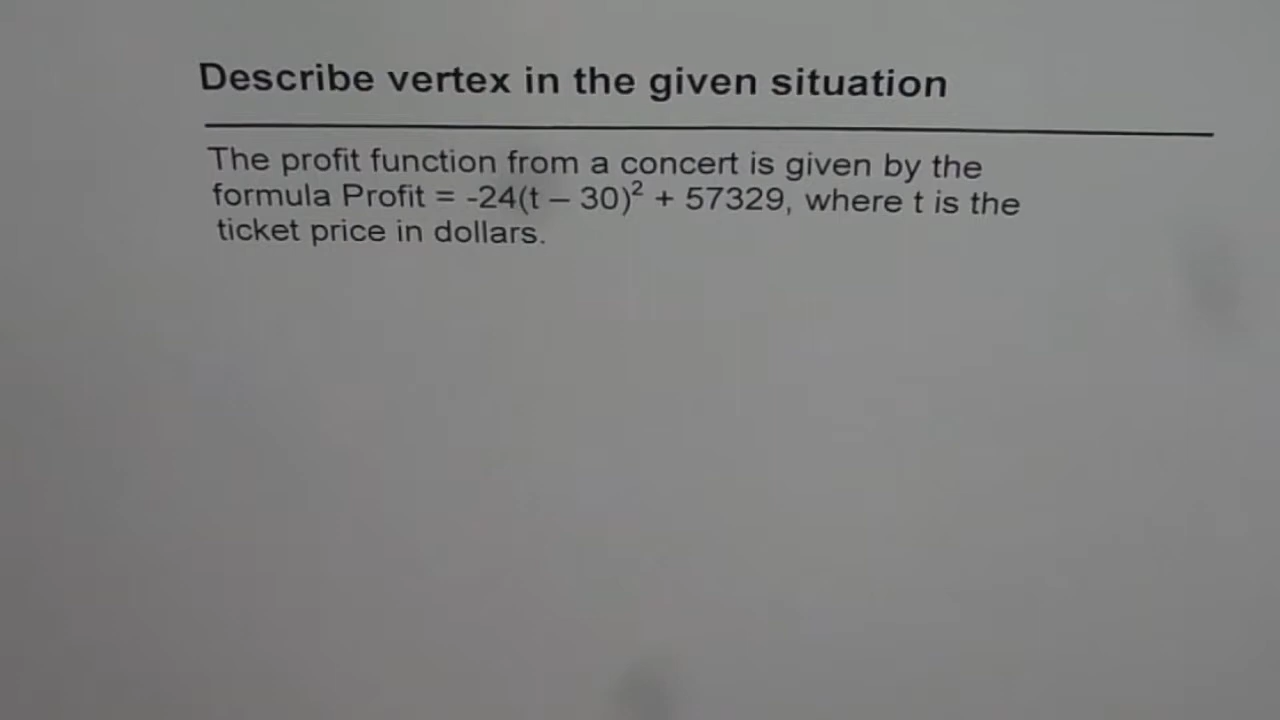 Describe vertex in the given situation
The profit function from a concert is given by the
formula Profit = -24(t – 30)² + 57329, where t is the
ticket price in dollars.